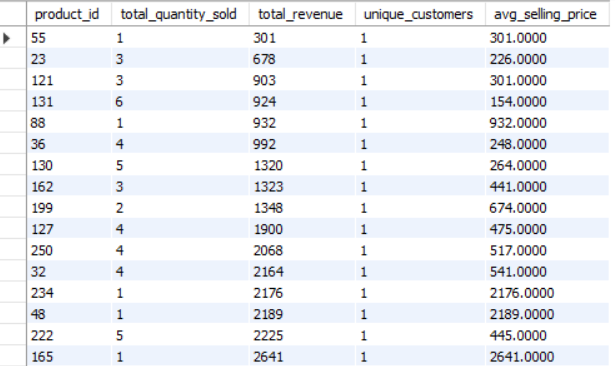 product_id total_quantity_sold total_revenue unique_customers avg_selling_price
55 1 301 1 301.0000
23 3 678 1 226.0000
121 3 903 1 301.0000
131 6 924 1 154.0000
88 1 932 1 932.0000
36 4 992 1 248.0000
130 5 1320 1 264.0000
162 3 1323 1 441.0000
199 2 1348 1 674.0000
127 4 1900 1 475.0000
250 4 2068 1 517.0000
32 4 2164 1 541.0000
234 1 2176 1 2176.0000
48 1 2189 1 2189.0000
222 5 2225 1 445.0000
165 1 2641 1 2641.0000